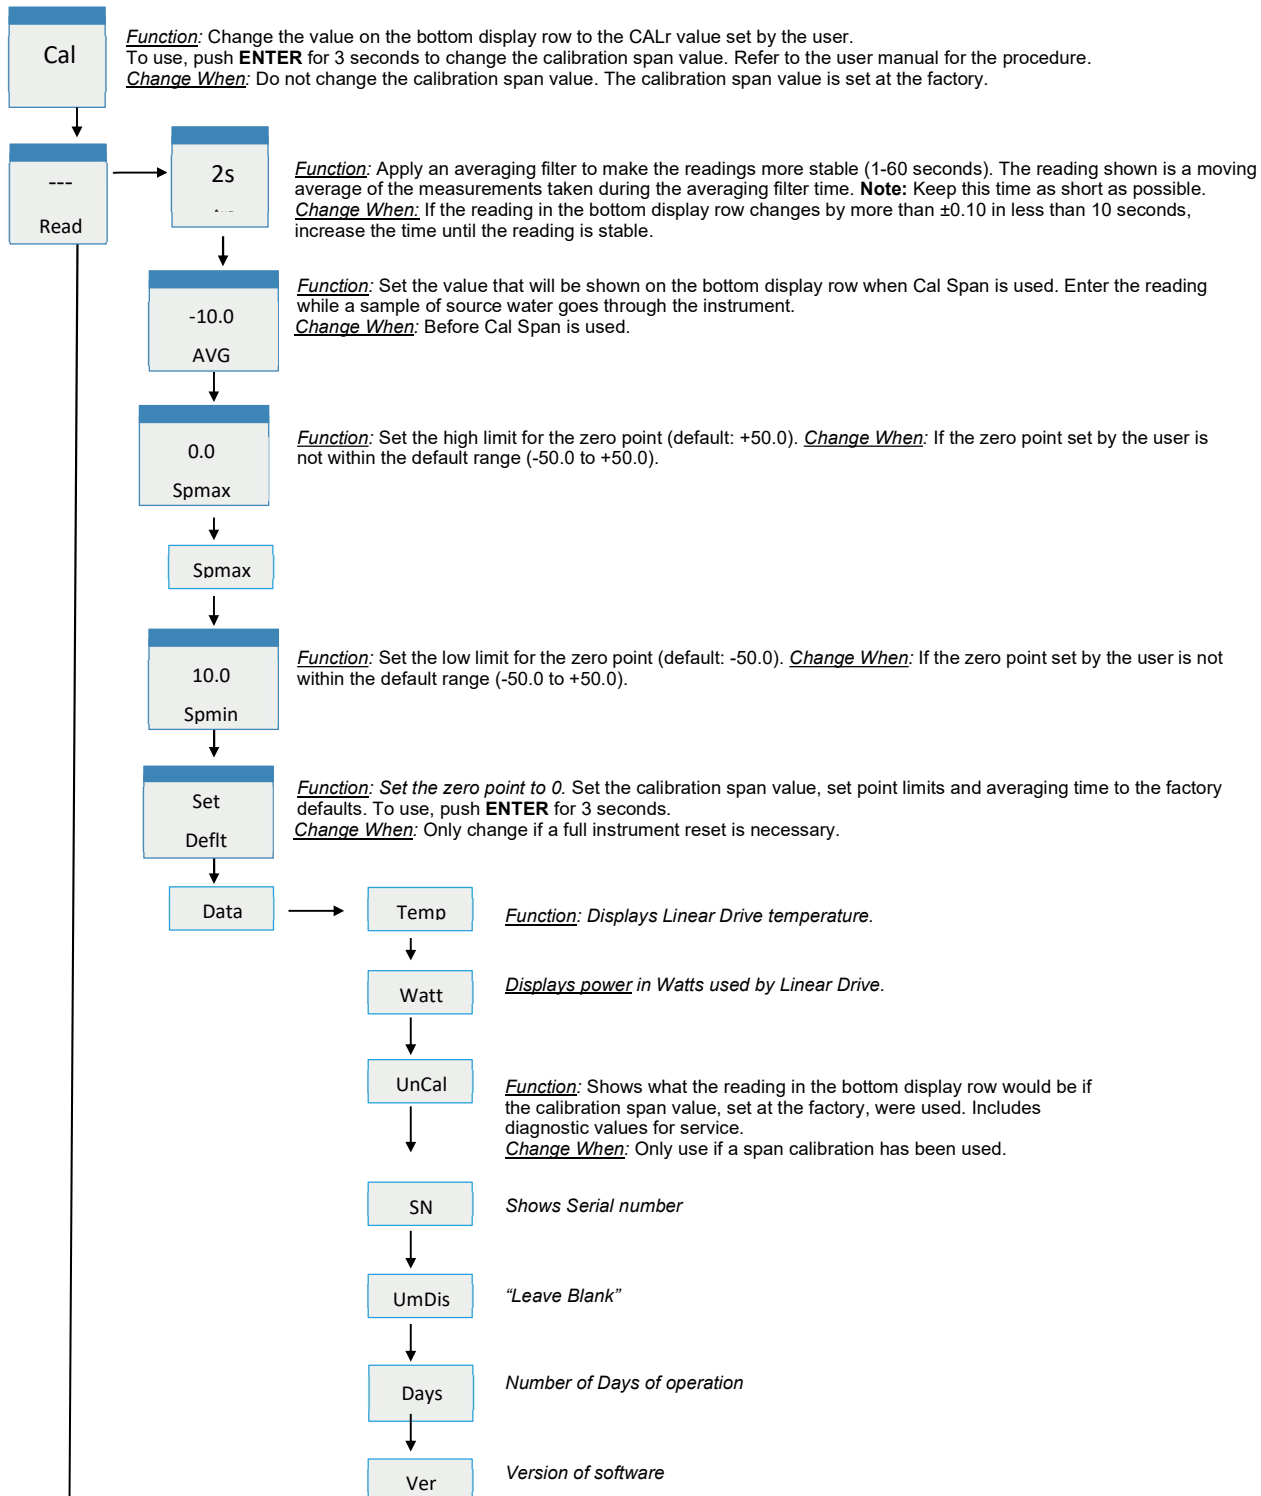 Cal
Function: Change the value on the bottom display row to the CALr value set by the user.
To use, push ENTER for 3 seconds to change the calibration span value. Refer to the user manual for the procedure.
Change When: Do not change the calibration span value. The calibration span value is set at the factory.
---
Read
2s
Function: Apply an averaging filter to make the readings more stable (1-60 seconds). The reading shown is a moving
average of the measurements taken during the averaging filter time. Note: Keep this time as short as possible.
Change When: If the reading in the bottom display row changes by more than ±0.10 in less than 10 seconds,
increase the time until the reading is stable.
-10.0
AVG
Function: Set the value that will be shown on the bottom display row when Cal Span is used. Enter the reading
while a sample of source water goes through the instrument.
Change When: Before Cal Span is used.
0.0
Spmax
Function: Set the high limit for the zero point (default: +50.0). Change When: If the zero point set by the user is
not within the default range (-50.0 to +50.0).
Spmax
10.0
Spmin
Function: Set the low limit for the zero point (default: -50.0). Change When: If the zero point set by the user is not
within the default range (-50.0 to +50.0).
Set
Deflt
Function: Set the zero point to 0. Set the calibration span value, set point limits and averaging time to the factory
defaults. To use, push ENTER for 3 seconds.
Change When: Only change if a full instrument reset is necessary.
Data
Temp
Function: Displays Linear Drive temperature.
Watt
Displays power in Watts used by Linear Drive.
UnCal
Function: Shows what the reading in the bottom display row would be if
the calibration span value, set at the factory, were used. Includes
diagnostic values for service.
Change When: Only use if a span calibration has been used.
SN
Shows Serial number
UmDis
“Leave Blank”
Days
Number of Days of operation
Ver
Version of software